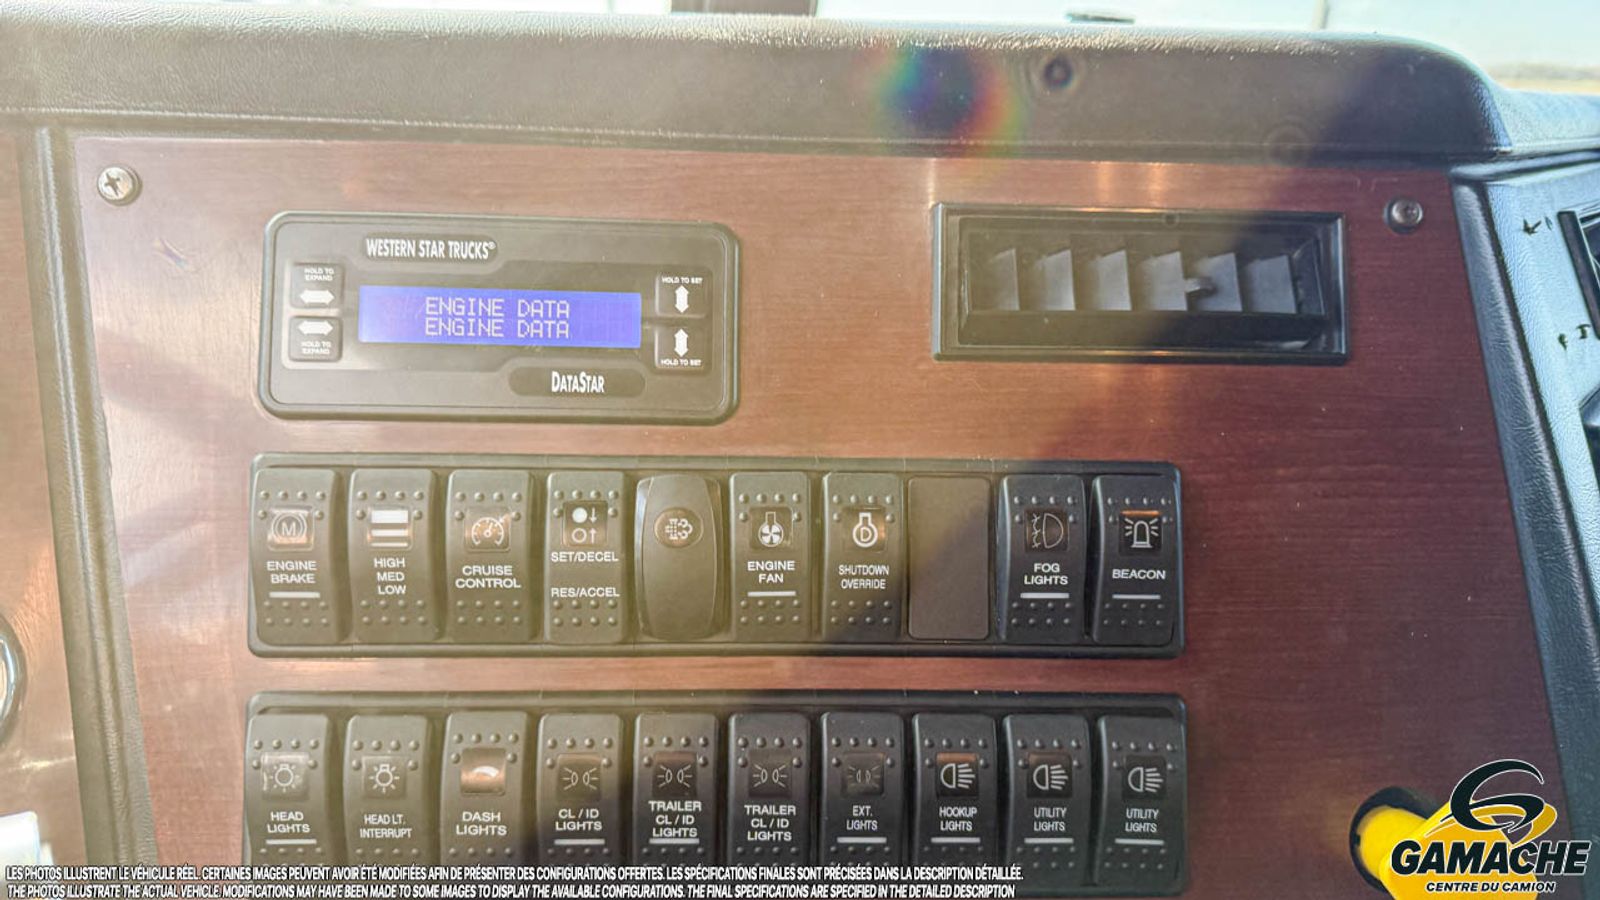 WESTERN STAR TRUCKS®
HOLD TO
EXPAND
HOLD TO SET
ENGINE DATA
ENGINE DATA
HOLD TO
EXPAND
HOLD TO SET
DATASTAR
M
ENGINE
BRAKE
HIGH
MED
LOW
CRUISE
CONTROL
SET/DECEL
RES/ACCEL
ENGINE
FAN
D
SHUTDOWN
OVERRIDE
FOG
LIGHTS
BEACON
HEAD
LIGHTS
HEAD LT.
INTERRUPT
DASH
LIGHTS
CL / ID
LIGHTS
TRAILER
CL / ID
LIGHTS
TRAILER
CL / ID
LIGHTS
EXT.
LIGHTS
HOOKUP
LIGHTS
UTILITY
LIGHTS
UTILITY
LIGHTS
GAMACHE
CENTRE DU CAMION
LES PHOTOS ILLUSTRENT LE VÉHICULE RÉEL. CERTAINES IMAGES PEUVENT AVOIR ÉTÉ MODIFIÉES AFIN DE PRÉSENTER DES CONFIGURATIONS OFFERTES. LES SPÉCIFICATIONS FINALES SONT PRÉCISÉES DANS LA DESCRIPTION DÉTAILLÉE.
THE PHOTOS ILLUSTRATE THE ACTUAL VEHICLE. MODIFICATIONS MAY HAVE BEEN MADE TO SOME IMAGES TO DISPLAY THE AVAILABLE CONFIGURATIONS. THE FINAL SPECIFICATIONS ARE SPECIFIED IN THE DETAILED DESCRIPTION